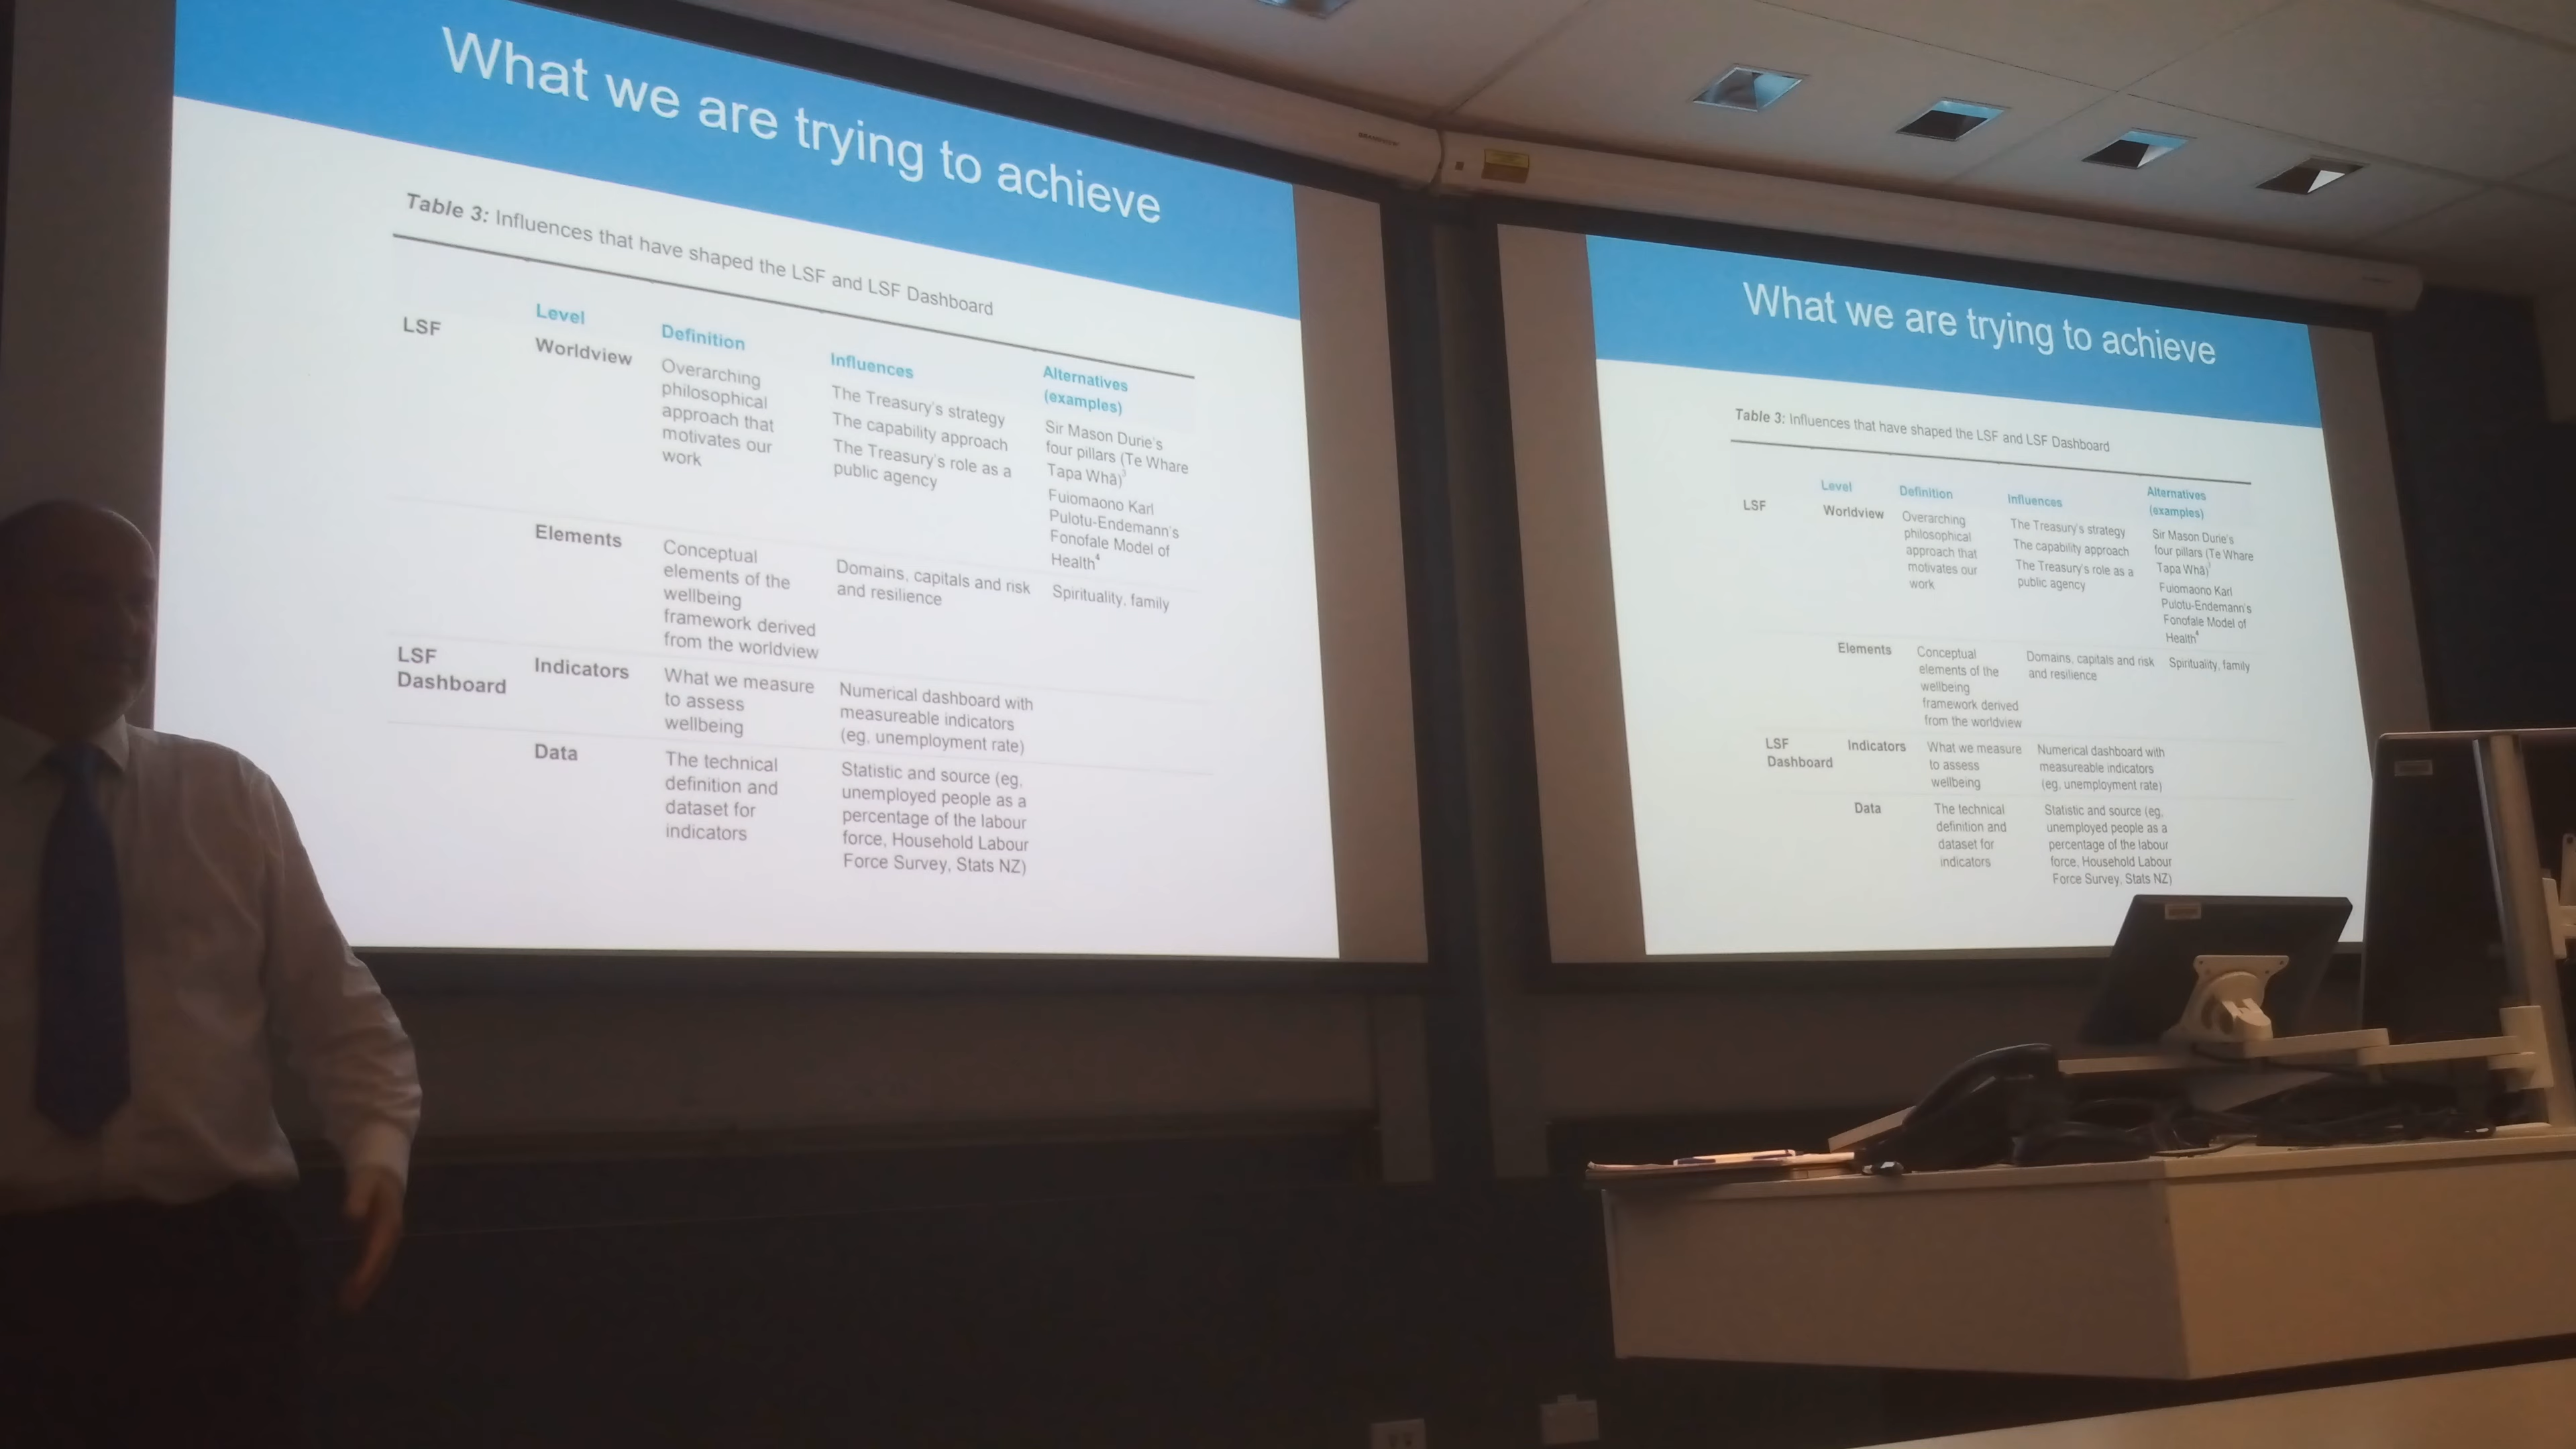 What we are trying to achieve
Table 3: Influences that have shaped the LSF and LSF Dashboard
Level
Definition
Influences
Alternatives
(examples)
LSF
Worldview
Overarching
philosophical
approach that
motivates our
work
The Treasury's strategy
The capability approach
The Treasury's role as a
public agency
Sir Mason Durie's
four pillars (Te Whare
Tapa Whā)3
Fuiomaono Karl
Pulotu-Endemann's
Fonofale Model of
Health4
Elements
Conceptual
elements of the
wellbeing
framework derived
from the worldview
Domains, capitals and risk
and resilience
Spirituality, family
LSF
Dashboard
Indicators
What we measure
to assess
wellbeing
Numerical dashboard with
measureable indicators
(eg, unemployment rate)
Data
The technical
definition and
dataset for
indicators
Statistic and source (eg,
unemployed people as a
percentage of the labour
force, Household Labour
Force Survey, Stats NZ)
What we are trying to achieve
Table 3: Influences that have shaped the LSF and LSF Dashboard
Level
Definition
Influences
Alternatives
(examples)
LSF
Worldview
Overarching
philosophical
approach that
motivates our
work
The Treasury's strategy
The capability approach
The Treasury's role as a
public agency
Sir Mason Durie's
four pillars (Te Whare
Tapa Whā)3
Fuiomaono Karl
Pulotu-Endemann's
Fonofale Model of
Health4
Elements
Conceptual
elements of the
wellbeing
framework derived
from the worldview
Domains, capitals and risk
and resilience
Spirituality, family
LSF
Dashboard
Indicators
What we measure
to assess
wellbeing
Numerical dashboard with
measureable indicators
(eg, unemployment rate)
Data
The technical
definition and
dataset for
indicators
Statistic and source (eg,
unemployed people as a
percentage of the labour
force, Household Labour
Force Survey, Stats NZ)